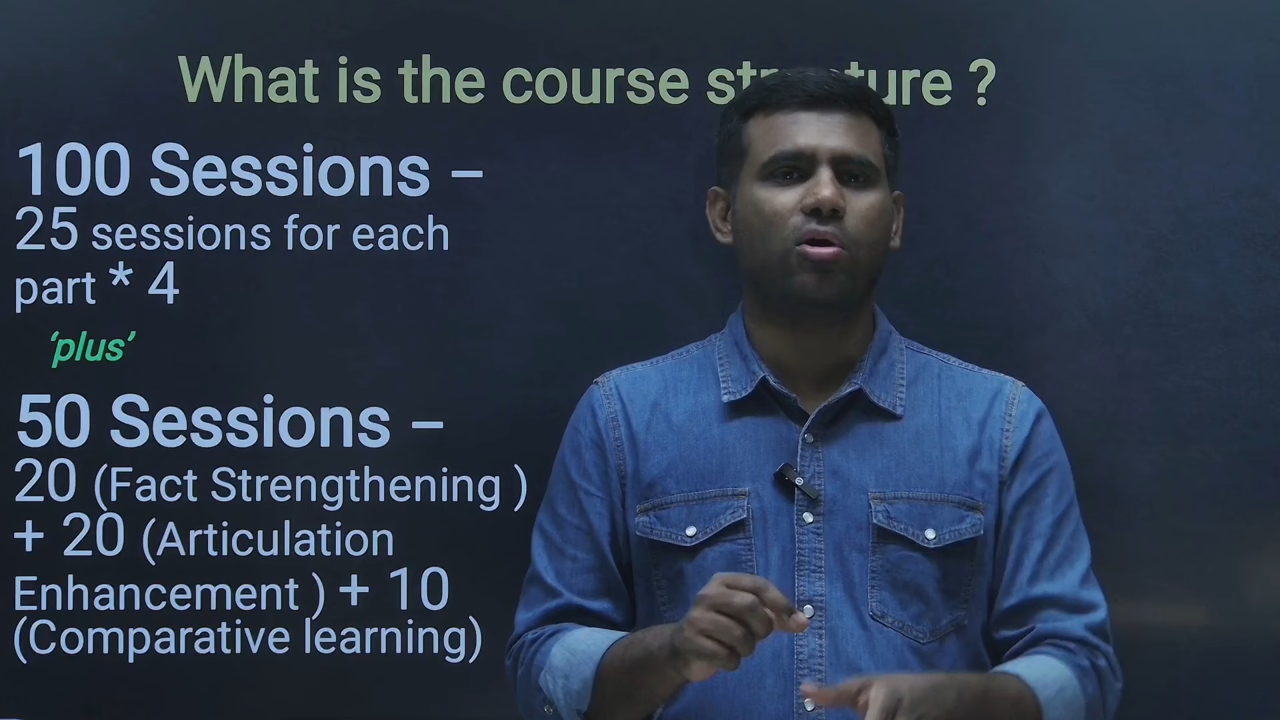 What is the course structure ?
100 Sessions –
25 sessions for each
part * 4
‘plus’
50 Sessions –
20 (Fact Strengthening )
+ 20 (Articulation
Enhancement ) + 10
(Comparative learning)